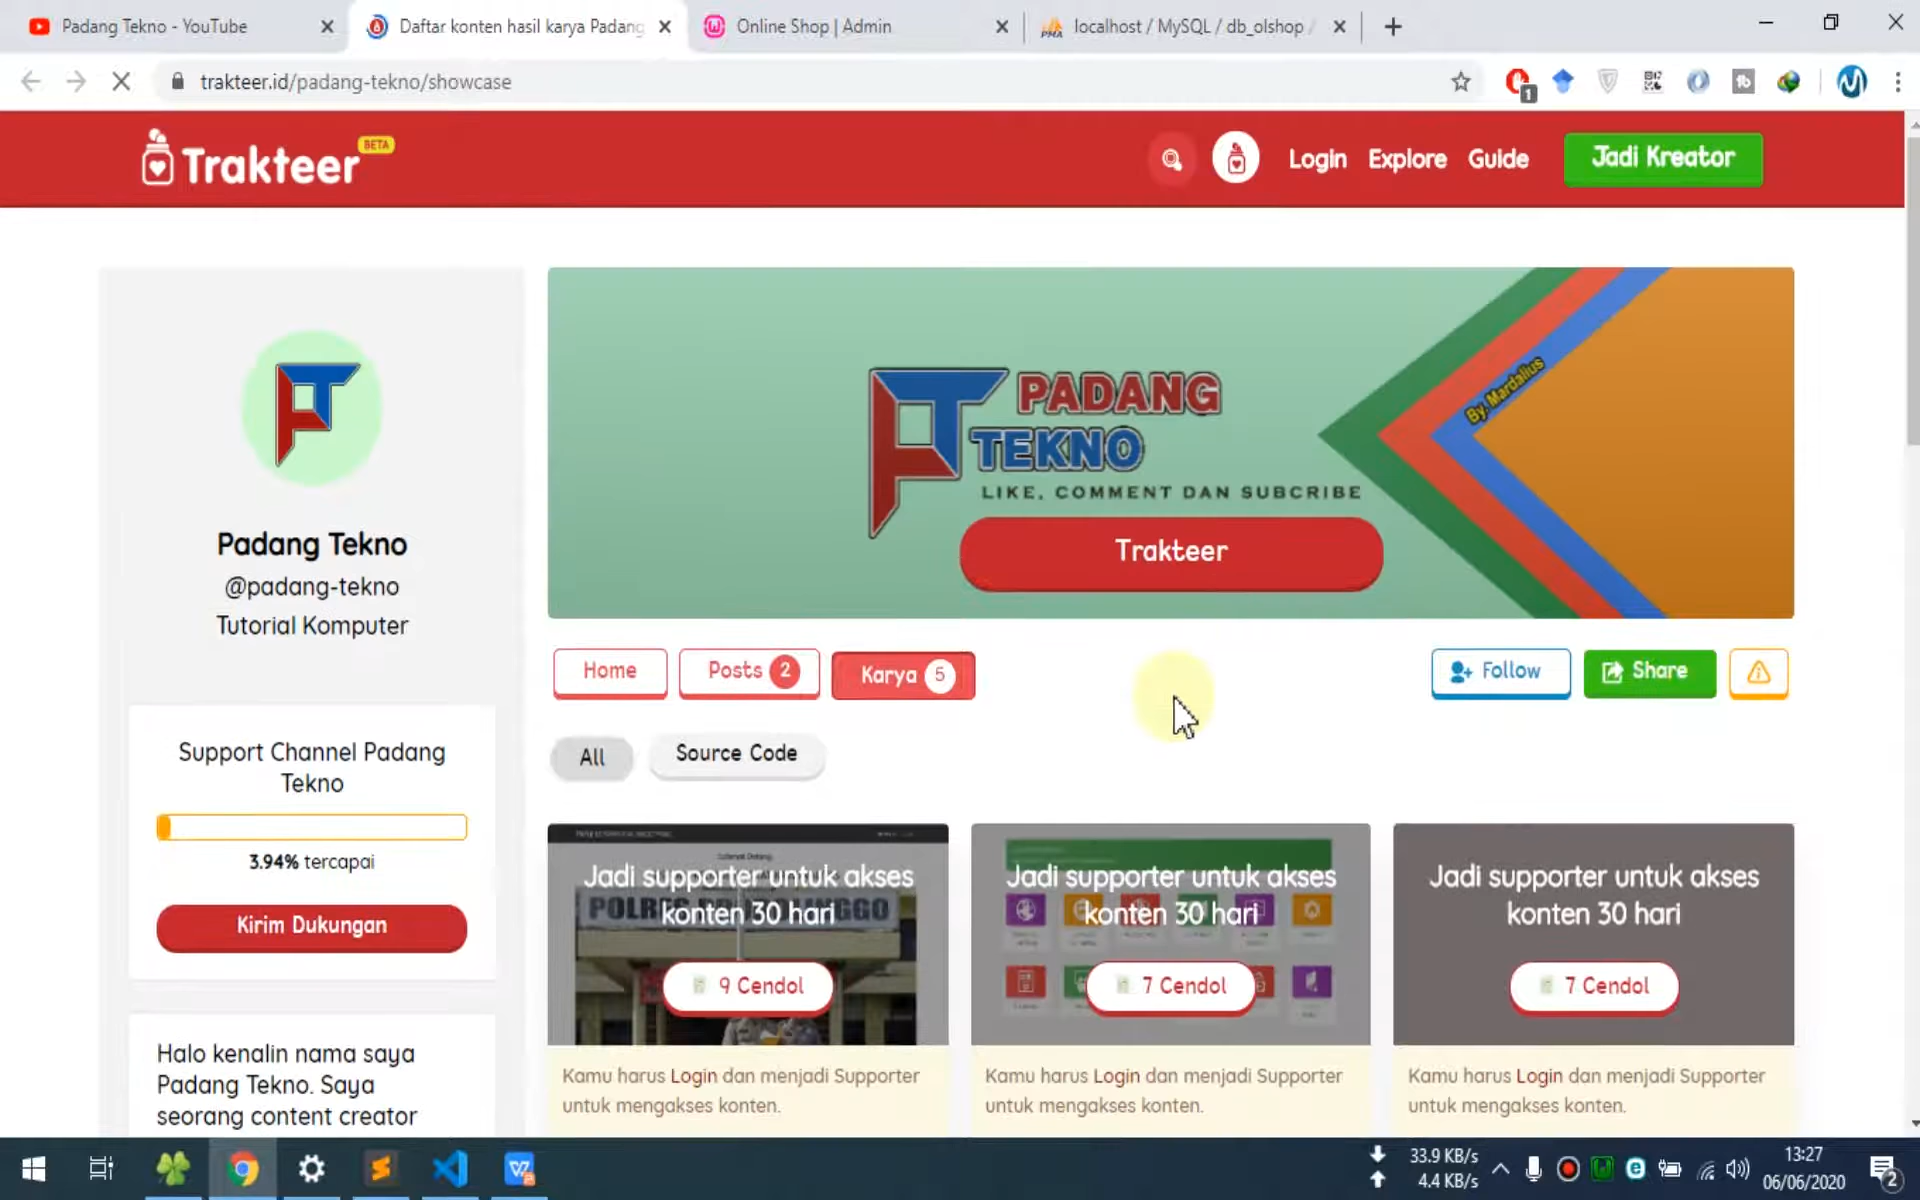 Padang Tekno - YouTube
Daftar konten hasil karya Padang
Online Shop | Admin
localhost / MySQL / db_olshop /
trakteer.id/padang-tekno/showcase
1
Trakteer
BETA
Login
Explore
Guide
Jadi Kreator
PADANG
TEKNO
LIKE, COMMENT DAN SUBCRIBE
By. Mardalius
Trakteer
Padang Tekno
@padang-tekno
Tutorial Komputer
Home
Posts 2
Karya 5
Follow
Share
All
Source Code
Support Channel Padang
Tekno
3.94% tercapai
Kirim Dukungan
Halo kenalin nama saya
Padang Tekno. Saya
seorang content creator
Jadi supporter untuk akses
konten 30 hari
9 Cendol
Kamu harus Login dan menjadi Supporter
untuk mengakses konten.
Jadi supporter untuk akses
konten 30 hari
7 Cendol
Kamu harus Login dan menjadi Supporter
untuk mengakses konten.
Jadi supporter untuk akses
konten 30 hari
7 Cendol
Kamu harus Login dan menjadi Supporter
untuk mengakses konten.
33.9 KB/s
4.4 KB/s
13:27
06/06/2020
2